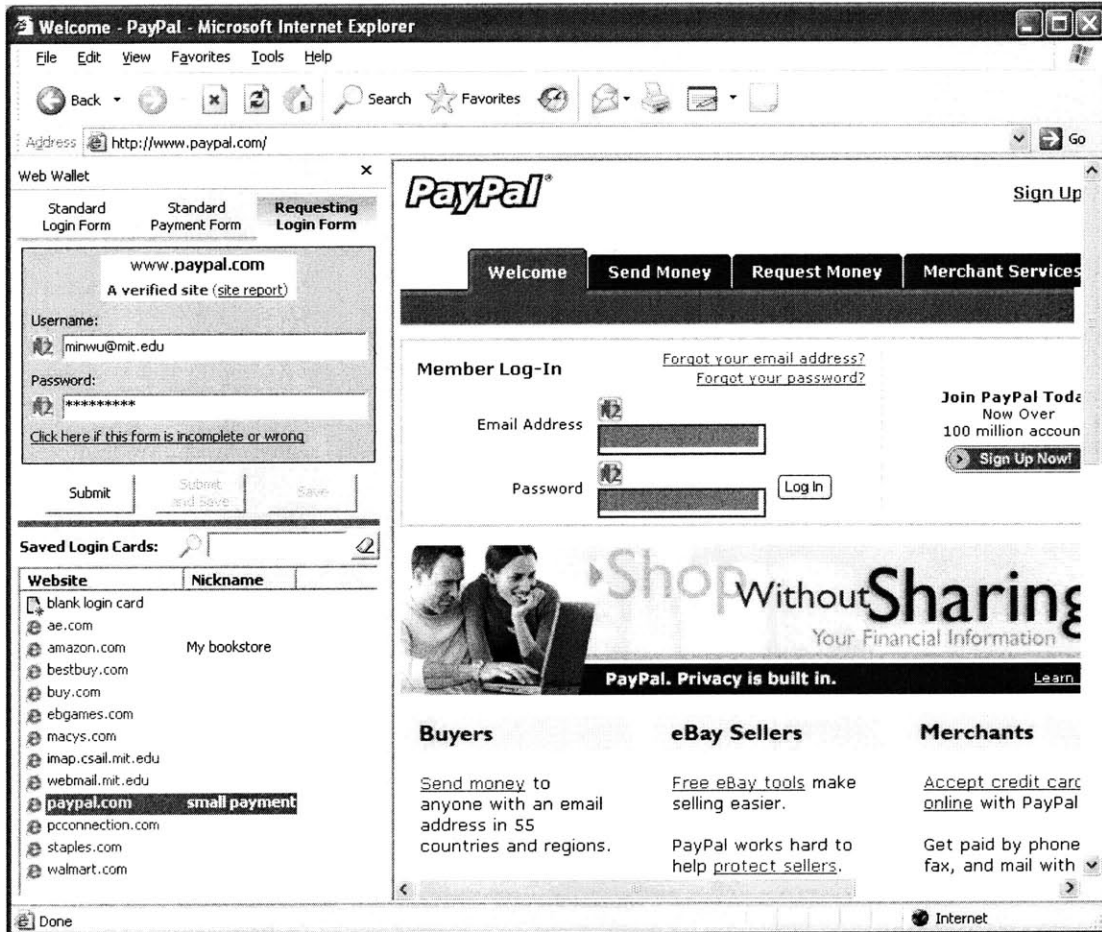 Welcome - PayPal - Microsoft Internet Explorer
File Edit View Favorites Tools Help
Back Search Favorites
Address http://www.paypal.com/ Go
Web Wallet x
Standard Login Form
Standard Payment Form
Requesting Login Form
www.paypal.com
A verified site (site report)
Username:
minwu@mit.edu
Password:
*********
Click here if this form is incomplete or wrong
Submit
Submit and Save
Save
Saved Login Cards:
Website Nickname
blank login card
ae.com
amazon.com My bookstore
bestbuy.com
buy.com
ebgames.com
macys.com
imap.csail.mit.edu
webmail.mit.edu
paypal.com small payment
pcconnection.com
staples.com
walmart.com
PayPal®
Sign Up
Welcome Send Money Request Money Merchant Services
Member Log-In
Forgot your email address?
Forgot your password?
Email Address
Password
Log In
Join PayPal Toda
Now Over
100 million accoun
Sign Up Now!
Shop Without Sharing
Your Financial Information
PayPal. Privacy is built in. Learn
Buyers
Send money to
anyone with an email
address in 55
countries and regions.
eBay Sellers
Free eBay tools make
selling easier.
PayPal works hard to
help protect sellers.
Merchants
Accept credit card
online with PayPal
Get paid by phone
fax, and mail with
Done Internet